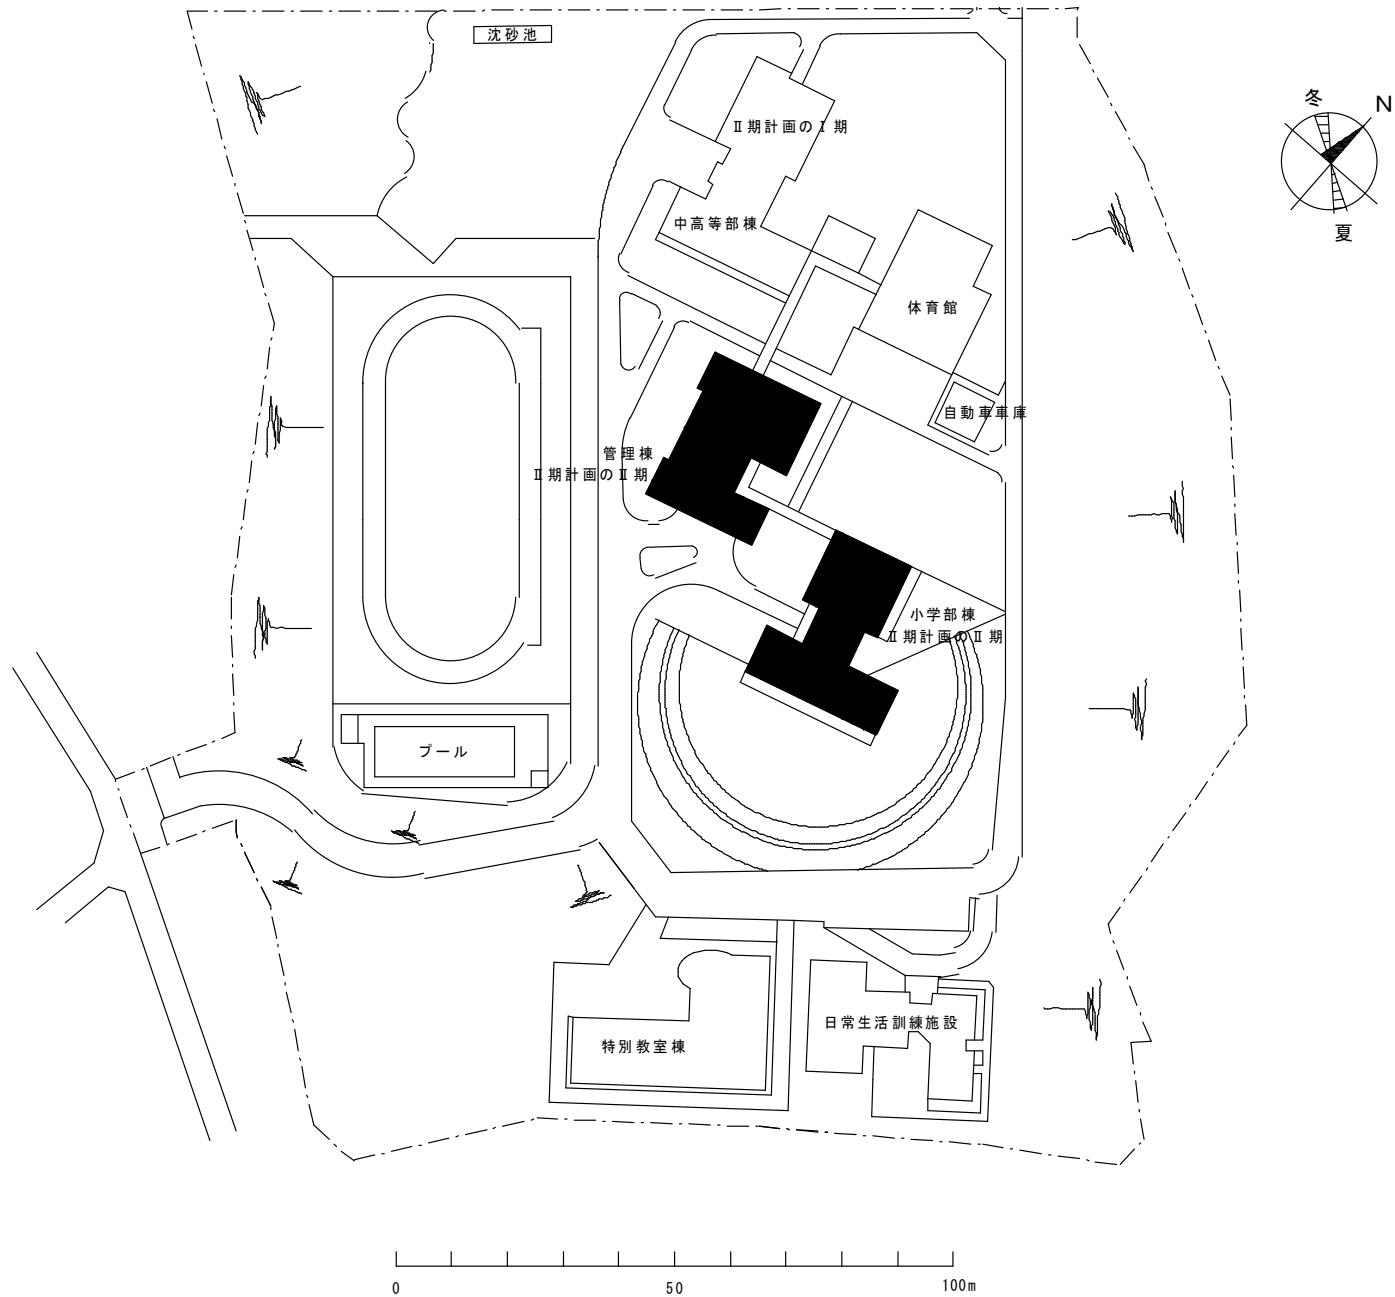 沈砂池
冬
N
夏
Ⅱ期計画のⅠ期
中高等部棟
体育館
自動車車庫
管理棟
Ⅱ期計画のⅡ期
小学部棟
Ⅱ期計画のⅡ期
プール
日常生活訓練施設
特別教室棟
0
50
100m